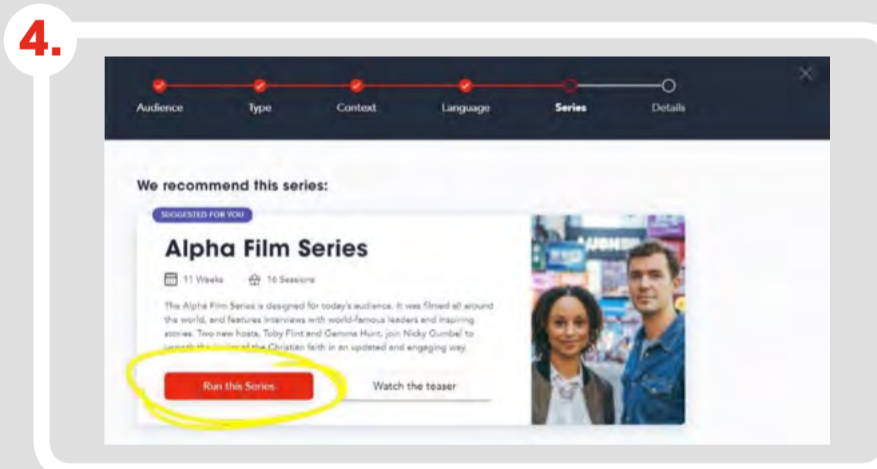 4.
Audience Type Context Language Series Details
We recommend this series:
SUGGESTED FOR YOU
Alpha Film Series
11 Weeks 16 Sessions
The Alpha Film Series is designed for today's audience. It was filmed all around
the world, and features interviews with world-famous leaders and inspiring
stories. Two new hosts, Toby Flint and Gemma Hunt, join Nicky Gumbel to
the of the Christian faith in an updated and engaging way.
Run this Series Watch the teaser